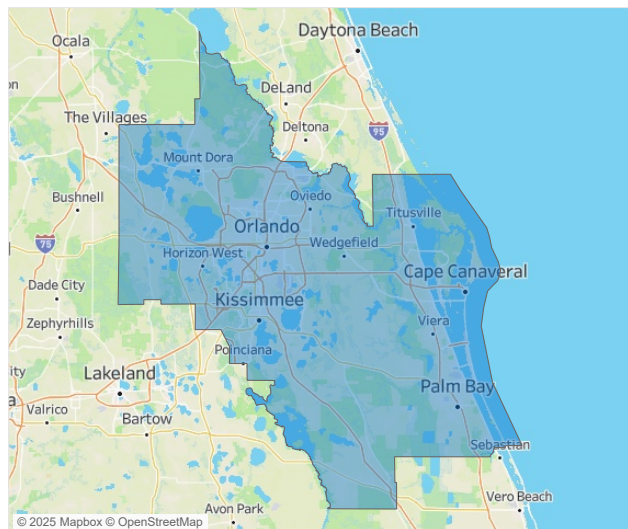 Daytona Beach
Ocala
on
DeLand
The Villages
Deltona
95
Mount Dora
Bushnell
Oviedo
Titusville
Orlando
75
Wedgefield
Horizon West
Cape Canaveral
Dade City
Kissimmee
Zephyrhills
Viera
Poinciana
ity
Lakeland
a
Palm Bay
Valrico
Bartow
Sebastian
Vero Beach
Avon Park
© 2025 Mapbox © OpenStreetMap